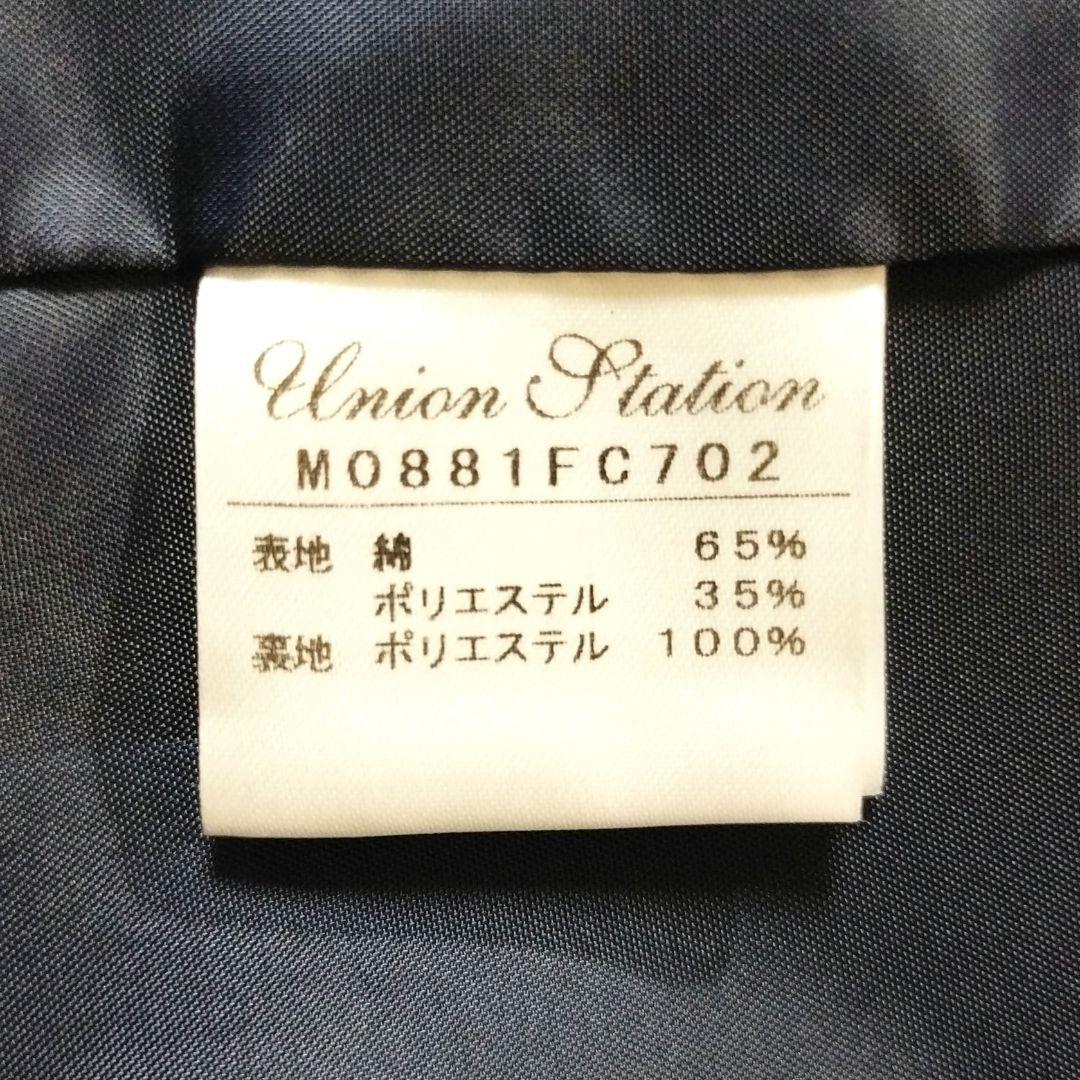 Union Station
M0881FC702
表地 綿 65%
ポリエステル 35%
裏地 ポリエステル 100%